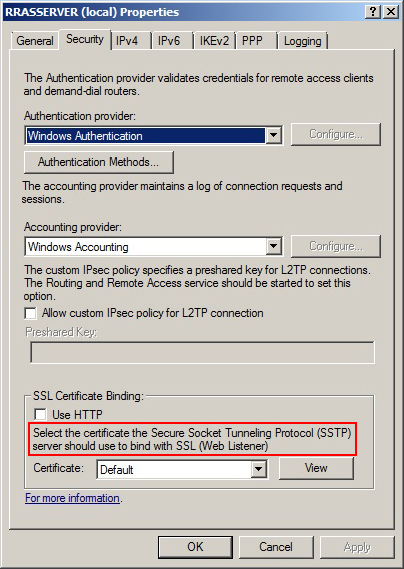 RRASSERVER (local) Properties
General Security IPv4 IPv6 IKEv2 PPP Logging
The Authentication provider validates credentials for remote access clients
and demand-dial routers.
Authentication provider:
Windows Authentication Configure...
Authentication Methods...
The accounting provider maintains a log of connection requests and
sessions.
Accounting provider:
Windows Accounting Configure...
The custom IPsec policy specifies a preshared key for L2TP connections.
The Routing and Remote Access service should be started to set this
option.
Allow custom IPsec policy for L2TP connection
Preshared Key:
SSL Certificate Binding:
Use HTTP
Select the certificate the Secure Socket Tunneling Protocol (SSTP)
server should use to bind with SSL (Web Listener)
Certificate: Default View
For more information.
OK Cancel Apply